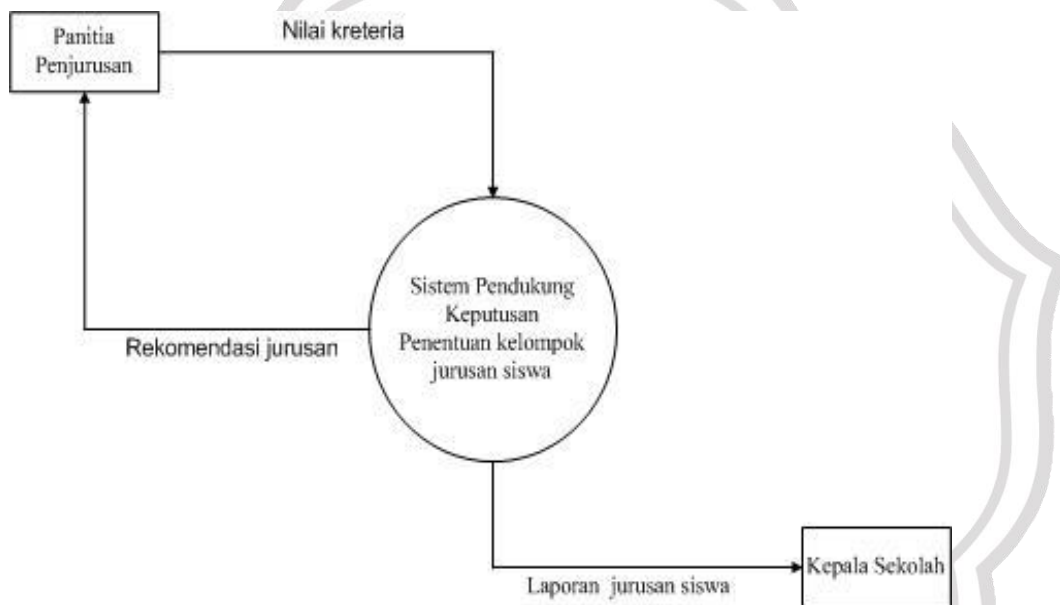 Panitia
Penjurusan
Nilai kreteria
Sistem Pendukung
Keputusan
Penentuan kelompok
jurusan siswa
Rekomendasi jurusan
Kepala Sekolah
Laporan jurusan siswa